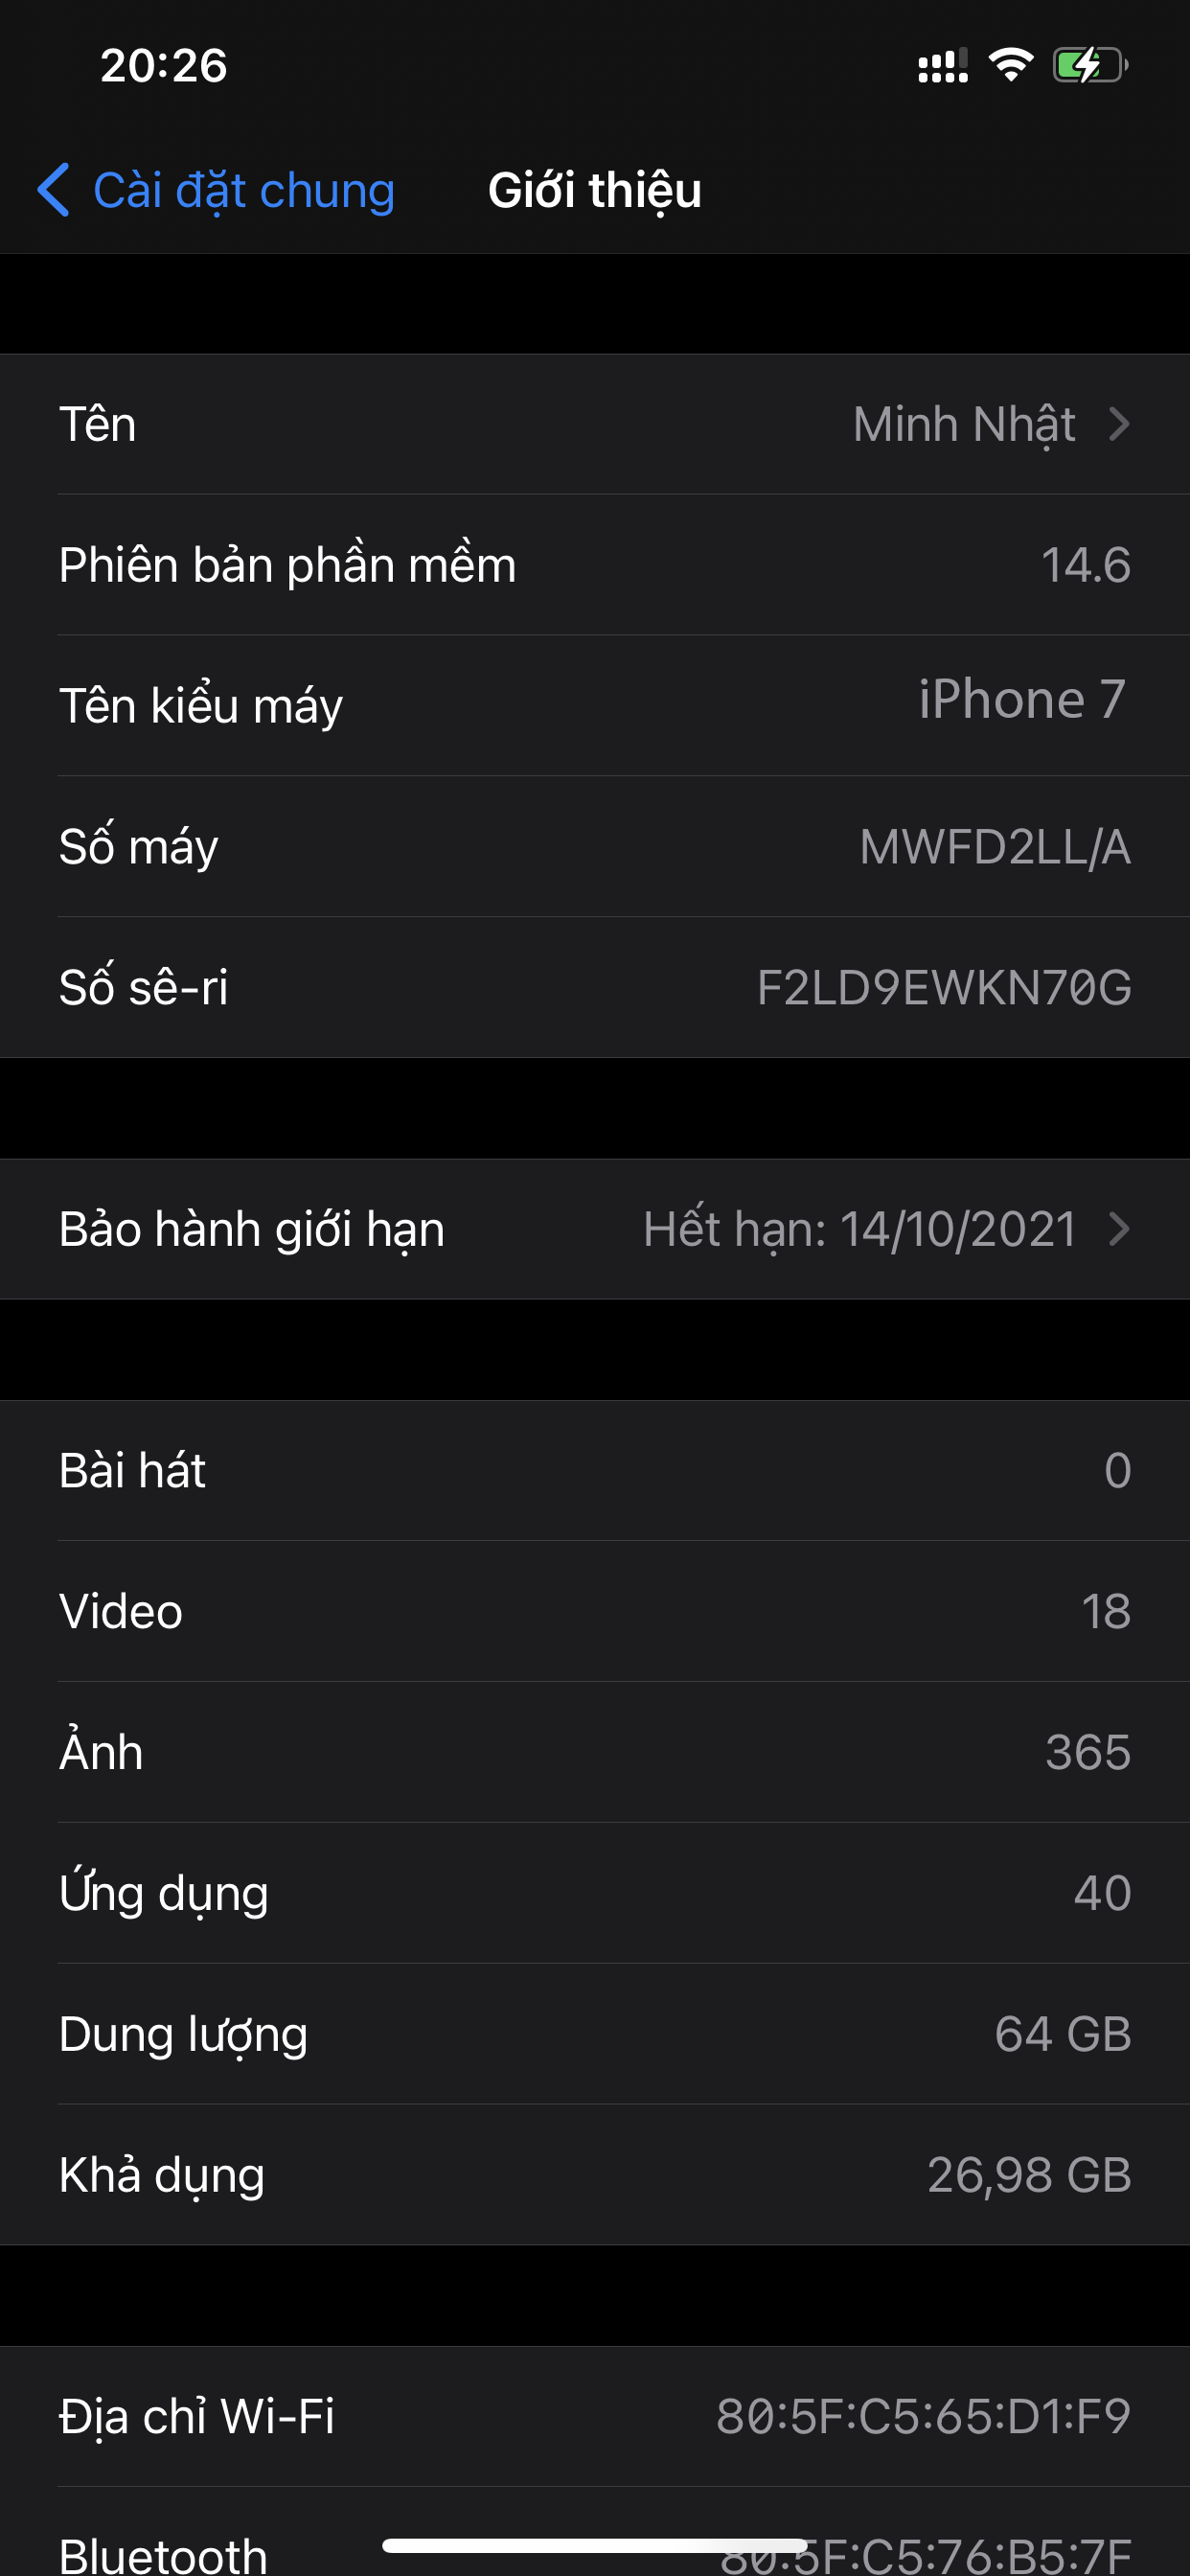 20:26
Cài đặt chung Giới thiệu
Tên Minh Nhật
Phiên bản phần mềm 14.6
Tên kiểu máy iPhone 7
Số máy MWFD2LL/A
Số sê-ri F2LD9EWKN70G
Bảo hành giới hạn Hết hạn: 14/10/2021
Bài hát 0
Video 18
Ảnh 365
Ứng dụng 40
Dung lượng 64 GB
Khả dụng 26,98 GB
Địa chỉ Wi-Fi 80:5F:C5:65:D1:F9
Bluetooth 80:5F:C5:76:B5:7F